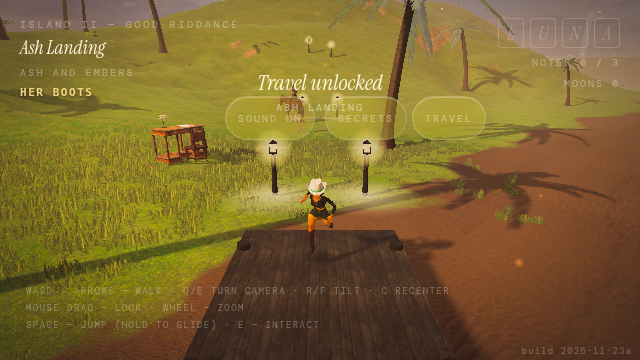 ISLAND II — GOOD RIDDANCE
Ash Landing
ASH AND EMBERS
HER BOOTS
LUNA
NOTES 0 / 3
MOONS 0
Travel unlocked
ASH LANDING
SOUND ON
SECRETS
TRAVEL
WASD — ARROWS — WALK · Q/E TURN CAMERA · R/F TILT · C RECENTER
MOUSE DRAG — LOOK · WHEEL — ZOOM
SPACE — JUMP (HOLD TO GLIDE) · E — INTERACT
build 2026-11-23a